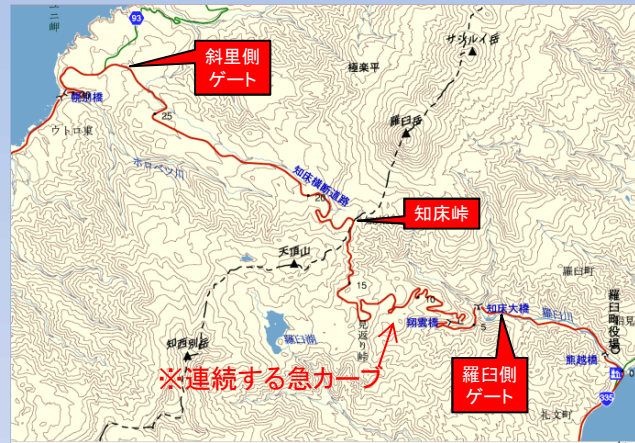 93
サシルイ岳
斜里側
ゲート
極楽平
幌別橋
羅臼岳
ウトロ東
25
ホロベツ川
知床横断道路
20
知床峠
天頂山
羅臼町
15
10
知床大橋
羅臼川
羅臼町役場
翔雲橋
5
見返り峠
羅臼湖
知西別岳
熊越橋
※連続する急カーブ
羅臼側
ゲート
335
礼文町